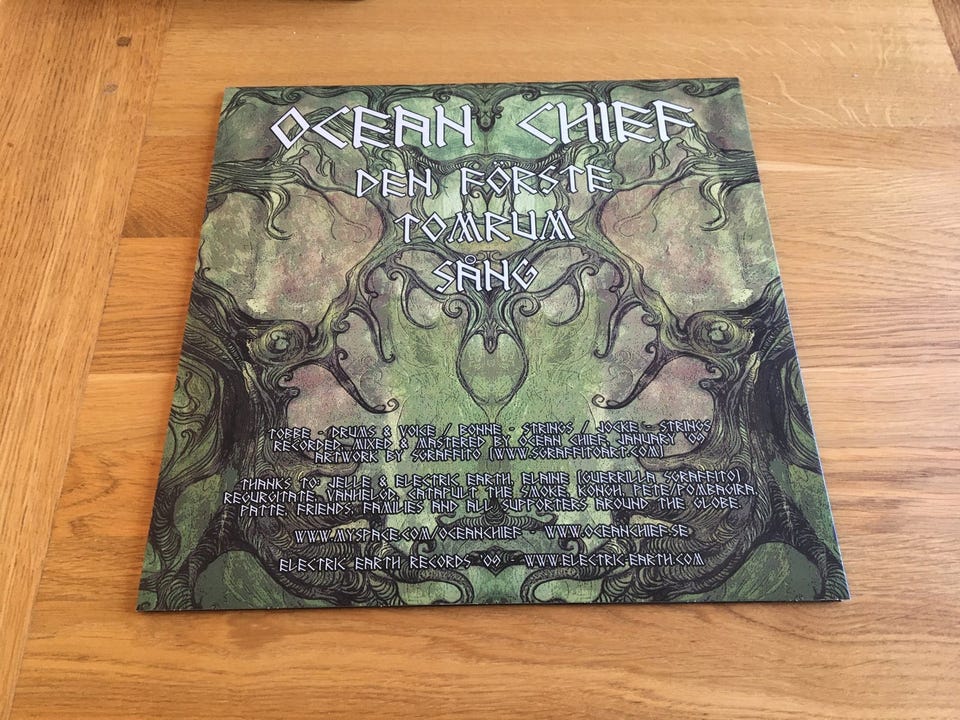 OCEAN CHIEF
DEN FÖRSTE
TOMRUM
SÅNG
TOBBE - DRUMS & VOICE / BONNE - STRINGS / JOCKE - STRINGS
RECORDED, MIXED & MASTERED BY OCEAN CHIEF, JANUARY '09
ARTWORK BY SGRAFFITO (WWW.SGRAFFITOART.COM)
THANKS TO: JELLE & ELECTRIC EARTH, ELAINE (GUERRILLA SGRAFFITO)
REGURGITATE, VANHELGD, CATAPULT THE SMOKE, KONGH, PETE/POMBAGIRA,
PATTE, FRIENDS, FAMILIES AND ALL SUPPORTERS AROUND THE GLOBE.
WWW.MYSPACE.COM/OCEANCHIEF - WWW.OCEANCHIEF.SE
ELECTRIC EARTH RECORDS '09 - WWW.ELECTRIC-EARTH.COM